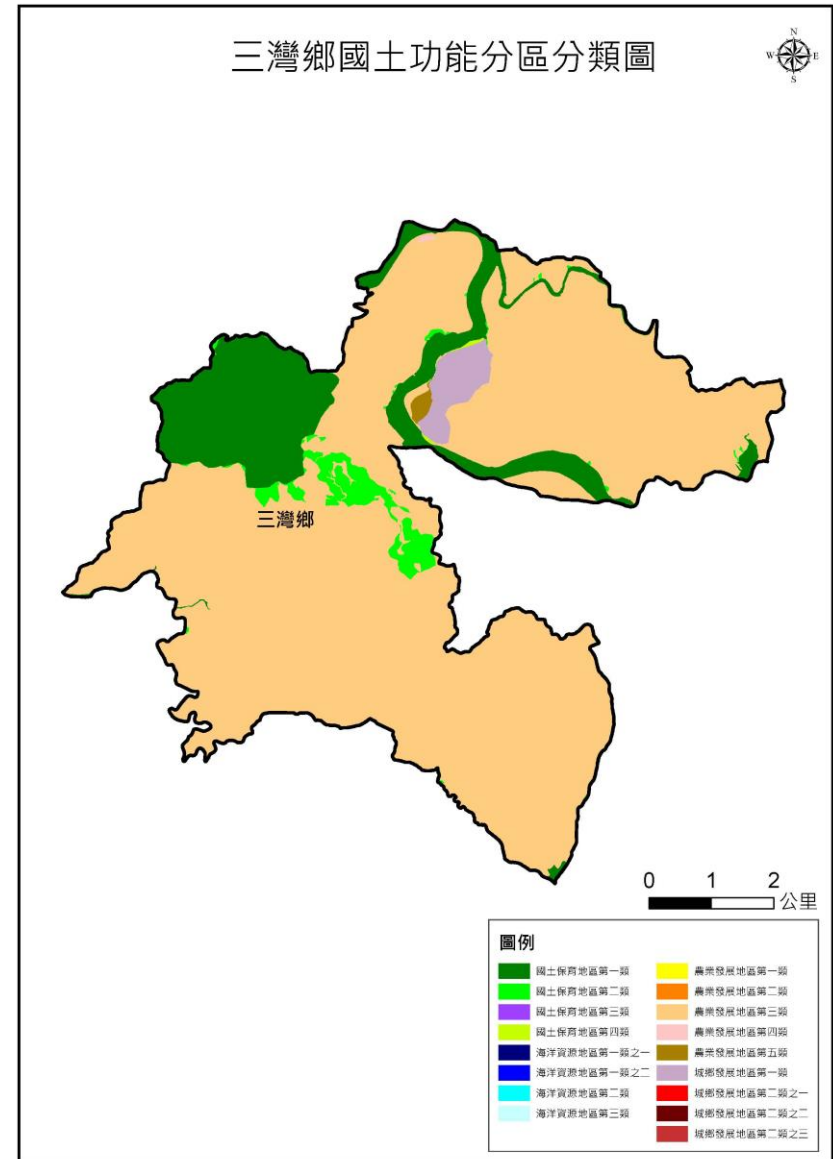 三灣鄉國土功能分區分類圖
N
W E
S
三灣鄉
0 1 2
公里
圖例
國土保育地區第一類
國土保育地區第二類
國土保育地區第三類
國土保育地區第四類
海洋資源地區第一類之一
海洋資源地區第一類之二
海洋資源地區第二類
海洋資源地區第三類
農業發展地區第一類
農業發展地區第二類
農業發展地區第三類
農業發展地區第四類
農業發展地區第五類
城鄉發展地區第一類
城鄉發展地區第二類之一
城鄉發展地區第二類之二
城鄉發展地區第二類之三